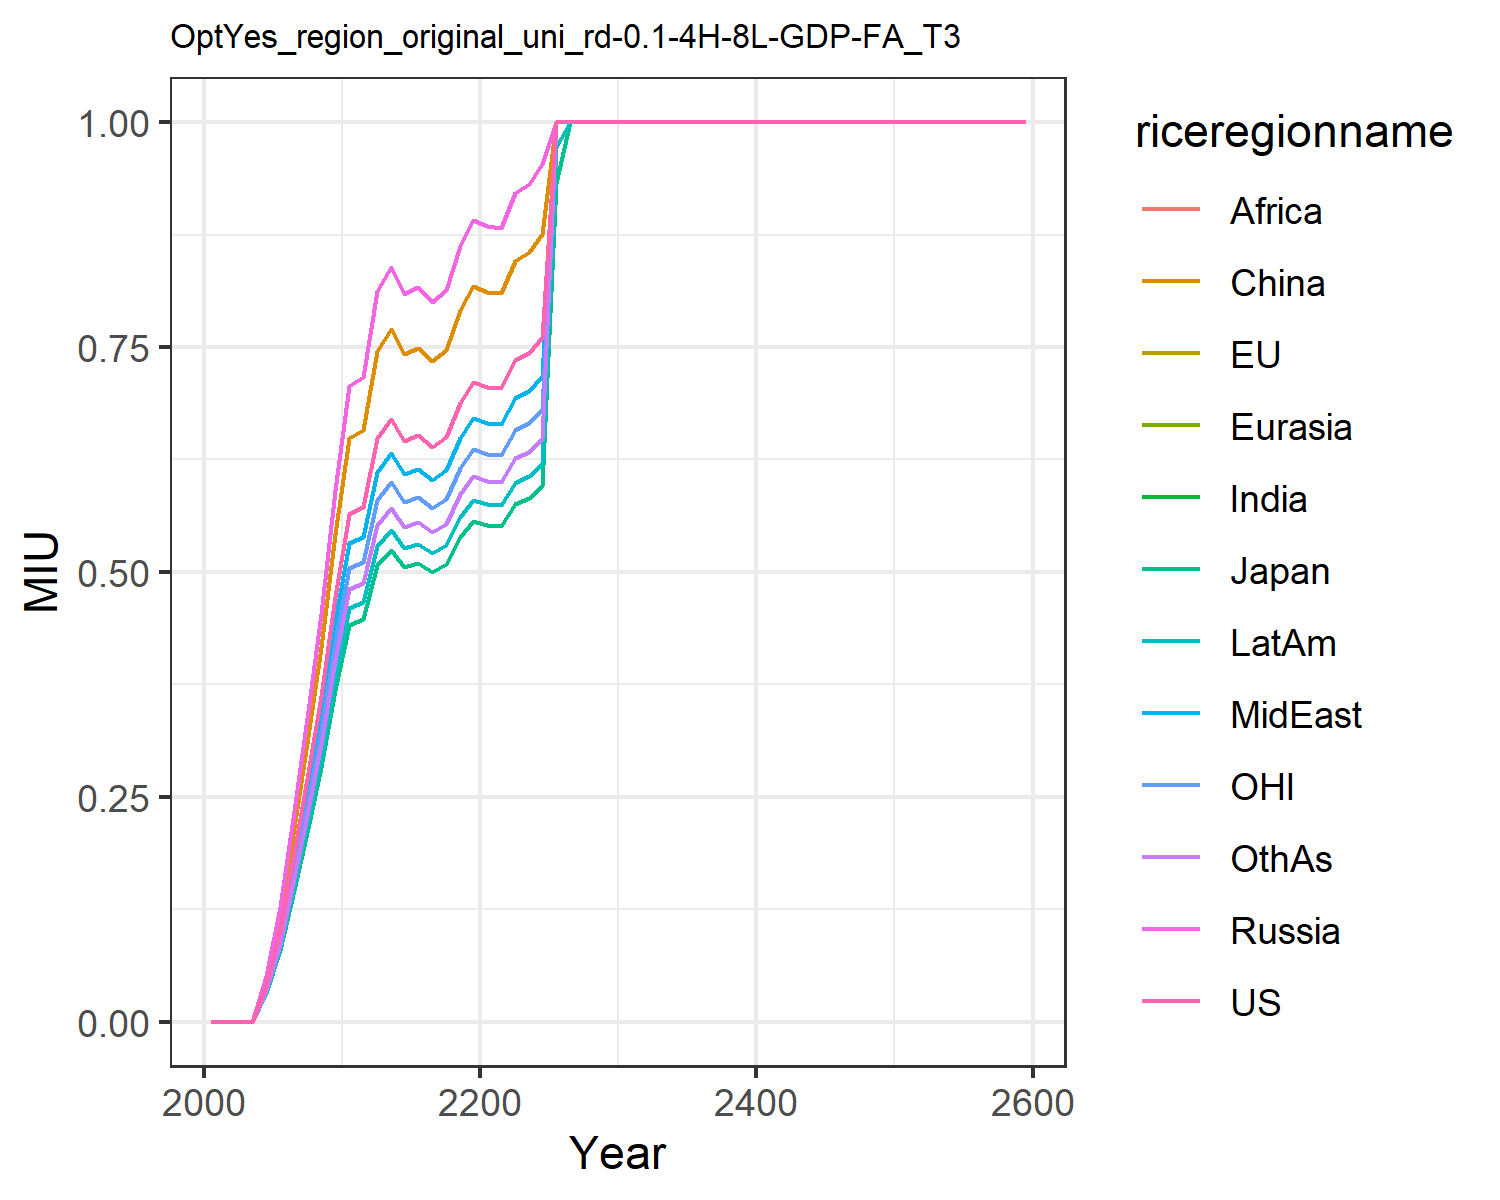 OptYes_region_original_uni_rd-0.1-4H-8L-GDP-FA_T3
1.00
0.75
0.50
0.25
0.00
MIU
2000 2200 2400 2600
Year
riceregionname
Africa
China
EU
Eurasia
India
Japan
LatAm
MidEast
OHI
OthAs
Russia
US